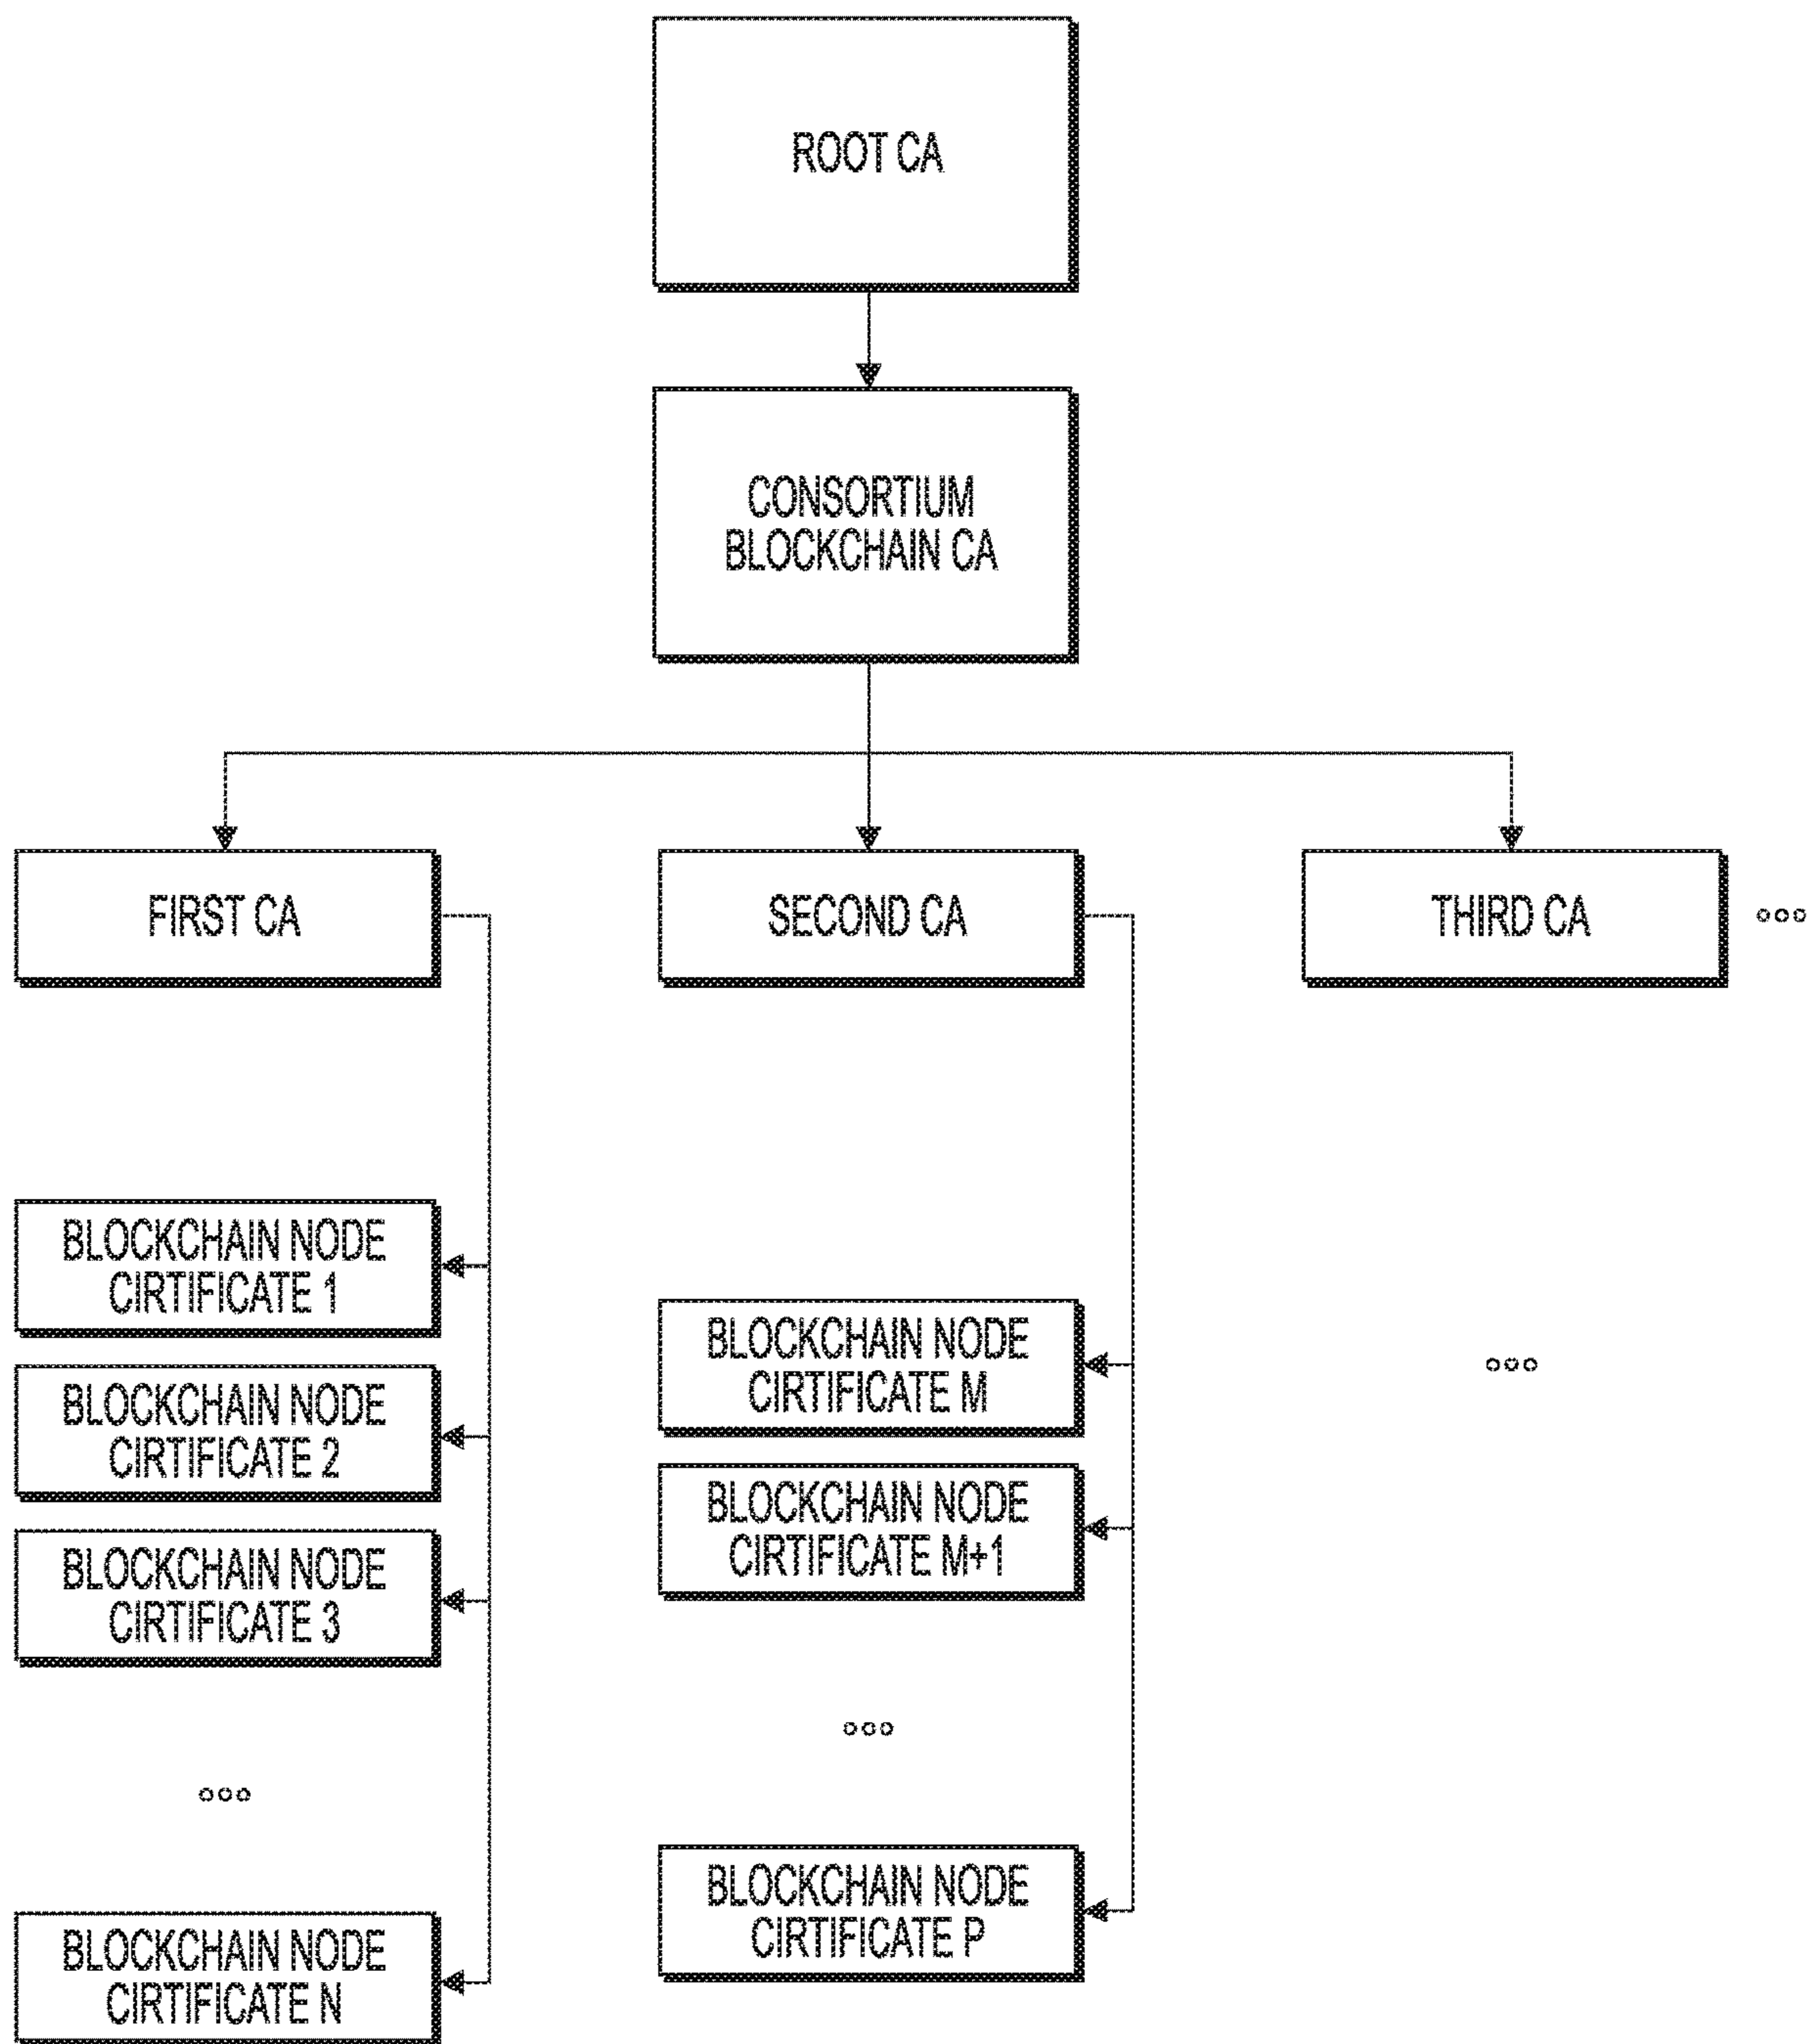 ROOT CA
CONSORTIUM
BLOCKCHAIN CA
FIRST CA
SECOND CA
THIRD CA
BLOCKCHAIN NODE
CIRTIFICATE 1
BLOCKCHAIN NODE
CIRTIFICATE 2
BLOCKCHAIN NODE
CIRTIFICATE 3
BLOCKCHAIN NODE
CIRTIFICATE N
BLOCKCHAIN NODE
CIRTIFICATE M
BLOCKCHAIN NODE
CIRTIFICATE M+1
BLOCKCHAIN NODE
CIRTIFICATE P